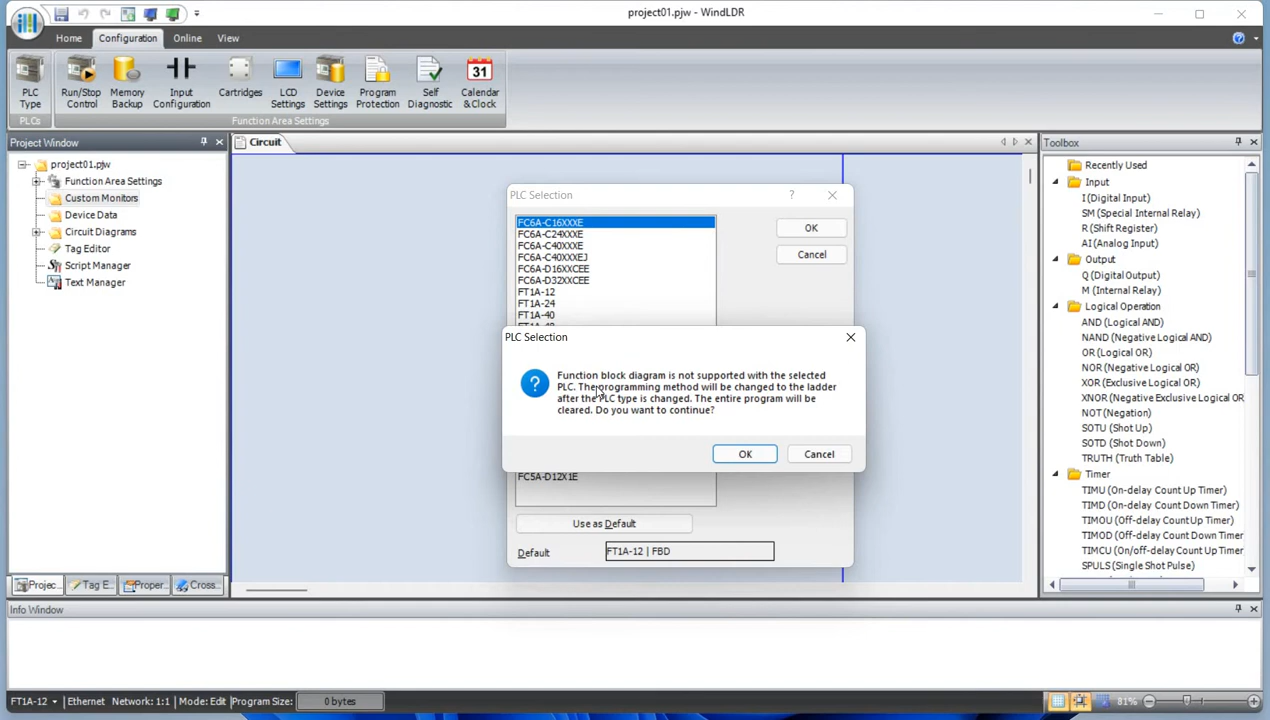 project01.pjw - WindLDR
Home
Configuration
Online
View
PLC
Type
Run/Stop
Control
Memory
Backup
Input
Configuration
Cartridges
LCD
Settings
Device
Settings
Program
Protection
Self
Diagnostic
31
Calendar
& Clock
PLCs
Function Area Settings
Project Window
project01.pjw
Function Area Settings
Custom Monitors
Device Data
Circuit Diagrams
Tag Editor
Script Manager
Text Manager
Projec...
Tag E...
Proper...
Cross...
Circuit
PLC Selection
FC6A-C16XXXE
FC6A-C24XXXE
FC6A-C40XXXE
FC6A-C40XXXEJ
FC6A-D16XXCEE
FC6A-D32XXCEE
FT1A-12
FT1A-24
FT1A-40
OK
Cancel
PLC Selection
Function block diagram is not supported with the selected
PLC. The programming method will be changed to the ladder
after the PLC type is changed. The entire program will be
cleared. Do you want to continue?
OK
Cancel
FC5A-D12X1E
Use as Default
Default
FT1A-12 | FBD
Toolbox
Recently Used
Input
I (Digital Input)
SM (Special Internal Relay)
R (Shift Register)
AI (Analog Input)
Output
Q (Digital Output)
M (Internal Relay)
Logical Operation
AND (Logical AND)
NAND (Negative Logical AND)
OR (Logical OR)
NOR (Negative Logical OR)
XOR (Exclusive Logical OR)
XNOR (Negative Exclusive Logical OR
NOT (Negation)
SOTU (Shot Up)
SOTD (Shot Down)
TRUTH (Truth Table)
Timer
TIMU (On-delay Count Up Timer)
TIMD (On-delay Count Down Timer)
TIMOU (Off-delay Count Up Timer)
TIMOD (Off-delay Count Down Timer)
TIMCU (On/off-delay Count Up Timer)
SPULS (Single Shot Pulse)
Info Window
FT1A-12
Ethernet
Network: 1:1
Mode: Edit
Program Size:
0 bytes
81%